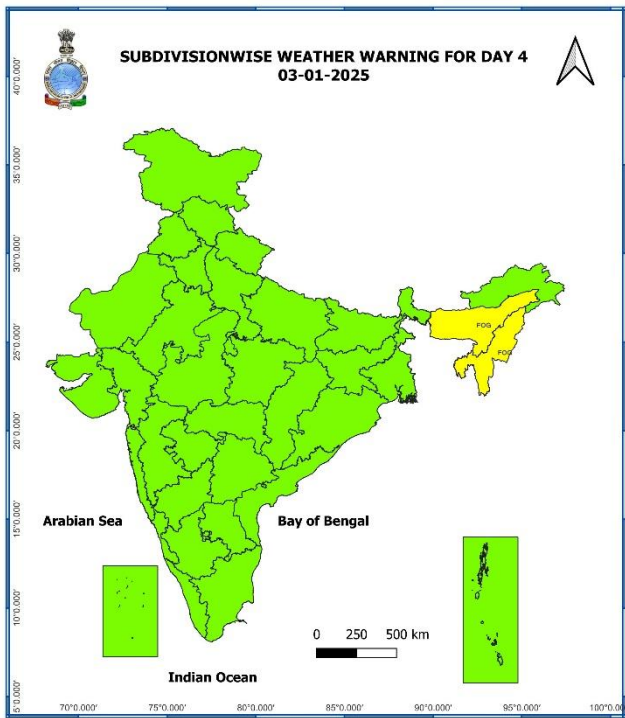 SUBDIVISIONWISE WEATHER WARNING FOR DAY 4
03-01-2025
40°0.000'
35°0.000'
30°0.000'
25°0.000'
20°0.000'
15°0.000'
10°0.000'
5°0.000'
FOG
FOG
Arabian Sea
Bay of Bengal
0 250 500 km
Indian Ocean
70°0.000' 75°0.000' 80°0.000' 85°0.000' 90°0.000' 95°0.000' 100°0.00